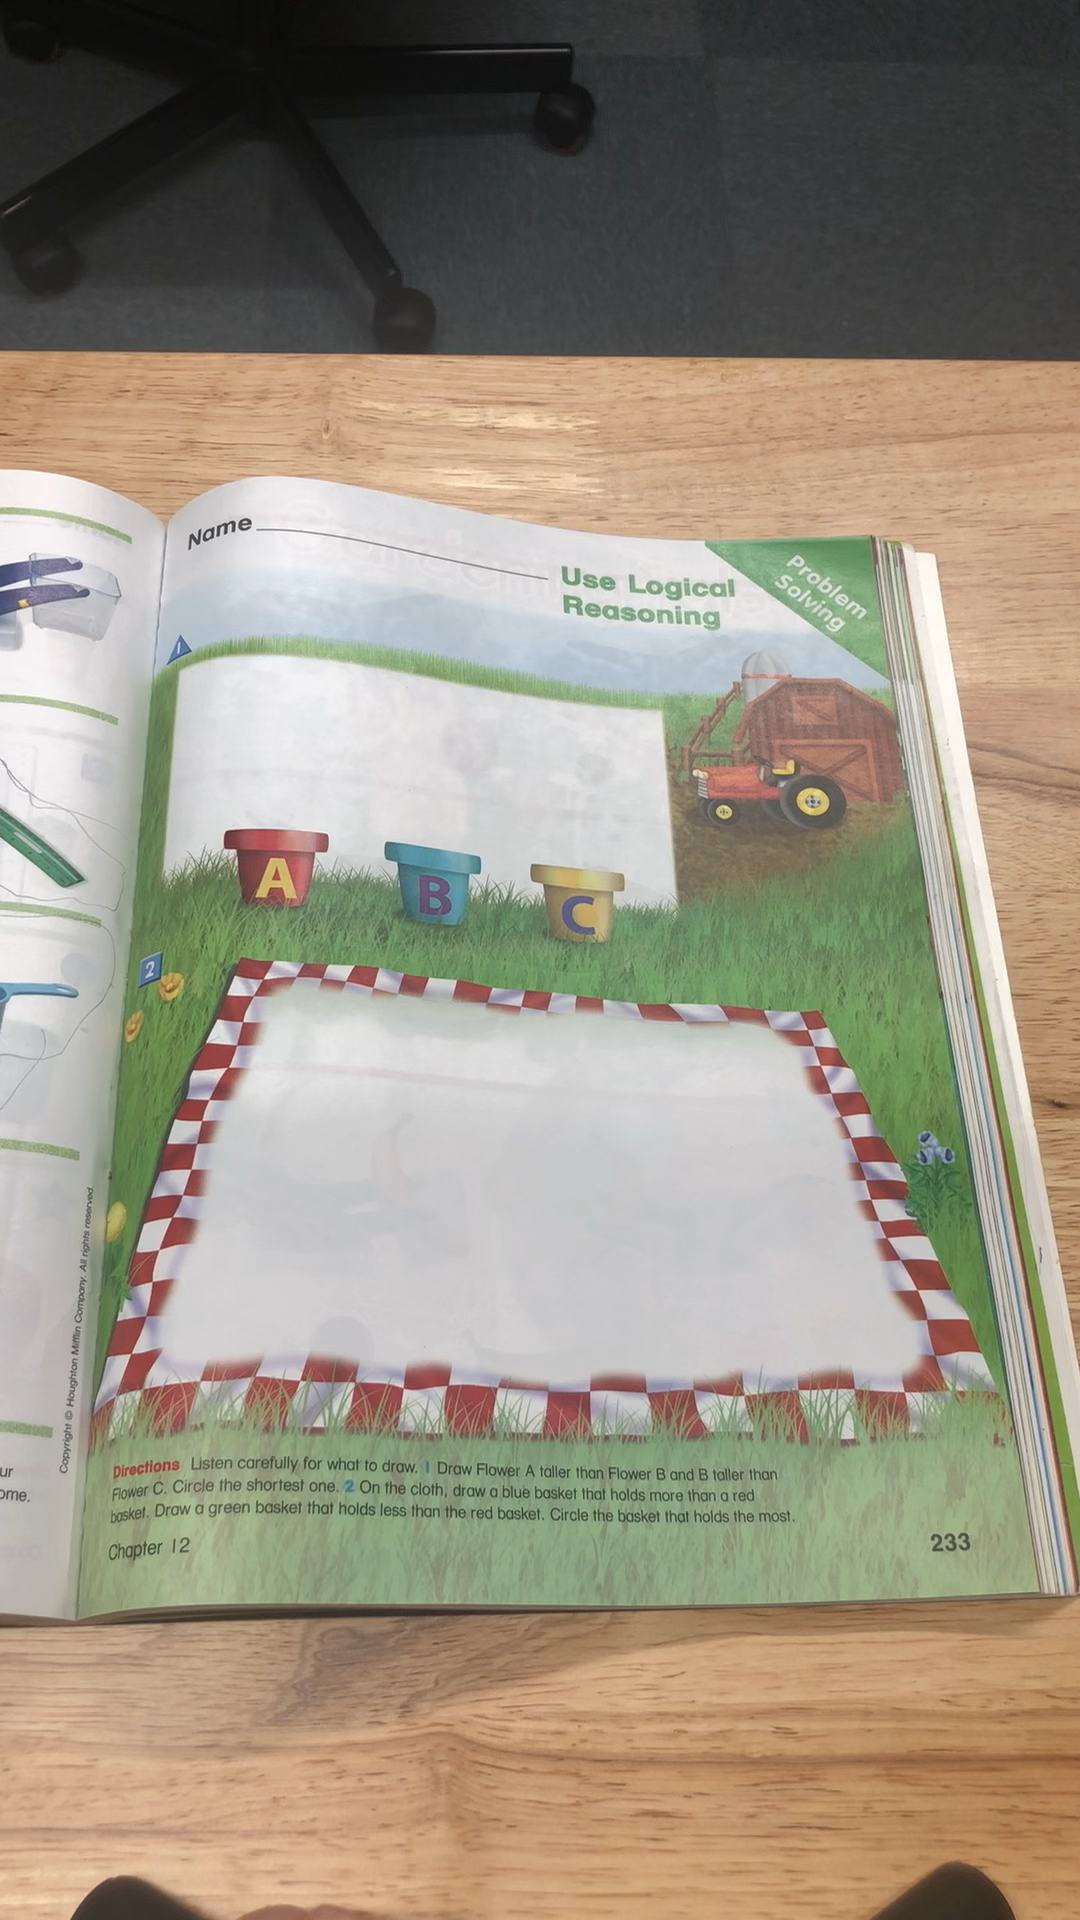 Name
Use Logical
Reasoning
Problem
Solving
1
A
B
C
2
Directions Listen carefully for what to draw. 1 Draw Flower A taller than Flower B and B taller than
Flower C. Circle the shortest one. 2 On the cloth, draw a blue basket that holds more than a red
basket. Draw a green basket that holds less than the red basket. Circle the basket that holds the most.
Chapter 12
233
Copyright © Houghton Mifflin Company. All rights reserved.